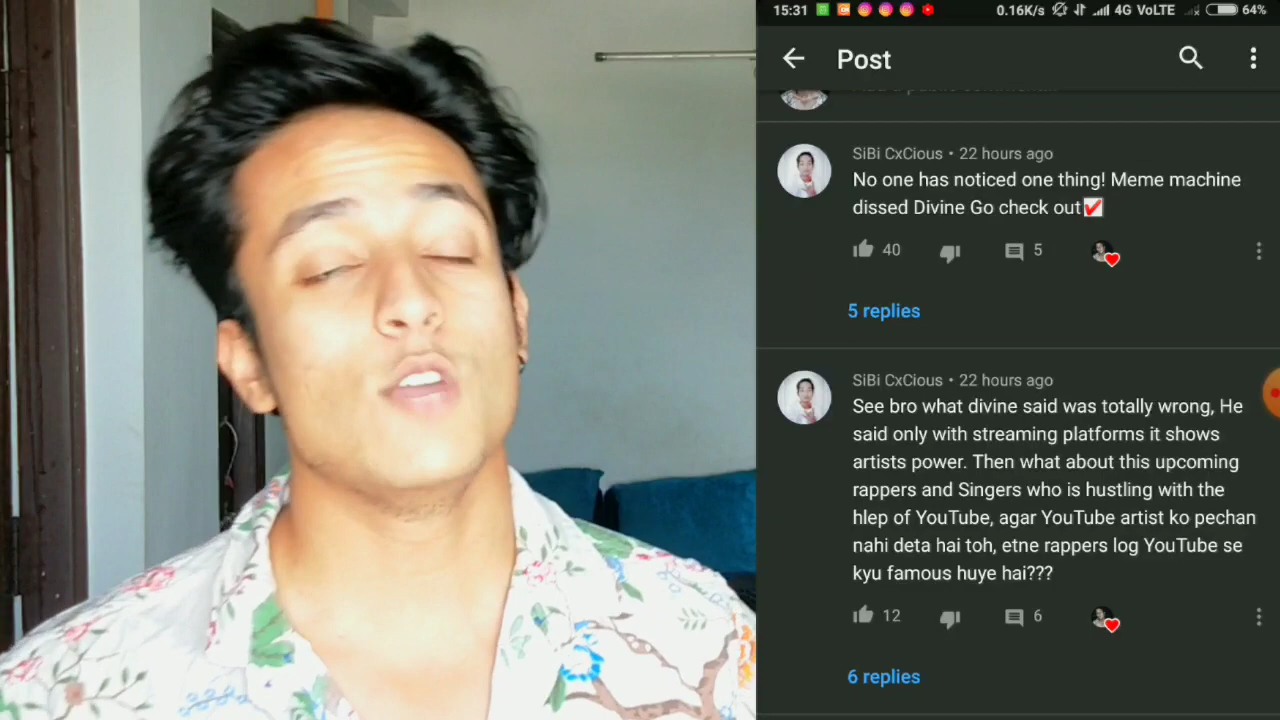 15:31 0.16K/s 4G VoLTE 64%
Post
SiBi CxCious • 22 hours ago
No one has noticed one thing! Meme machine
dissed Divine Go check out
40 5
5 replies
SiBi CxCious • 22 hours ago
See bro what divine said was totally wrong, He
said only with streaming platforms it shows
artists power. Then what about this upcoming
rappers and Singers who is hustling with the
hlep of YouTube, agar YouTube artist ko pechan
nahi deta hai toh, etne rappers log YouTube se
kyu famous huye hai???
12 6
6 replies